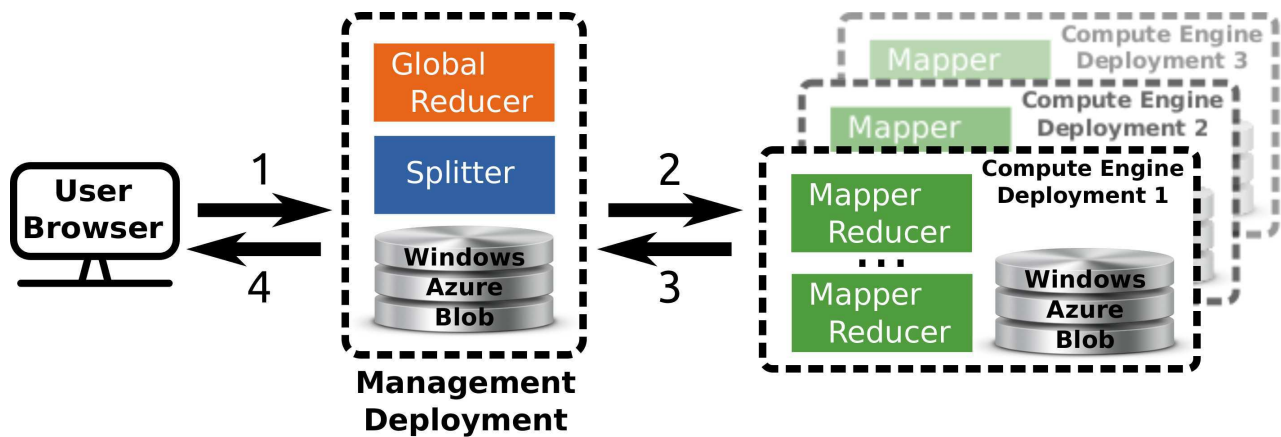 User
Browser
1
4
Global
Reducer
Splitter
Windows
Azure
Blob
Management
Deployment
2
3
Compute Engine
Deployment 3
Mapper
Compute Engine
Deployment 2
Mapper
Compute Engine
Deployment 1
Mapper
Reducer
...
Mapper
Reducer
Windows
Azure
Blob